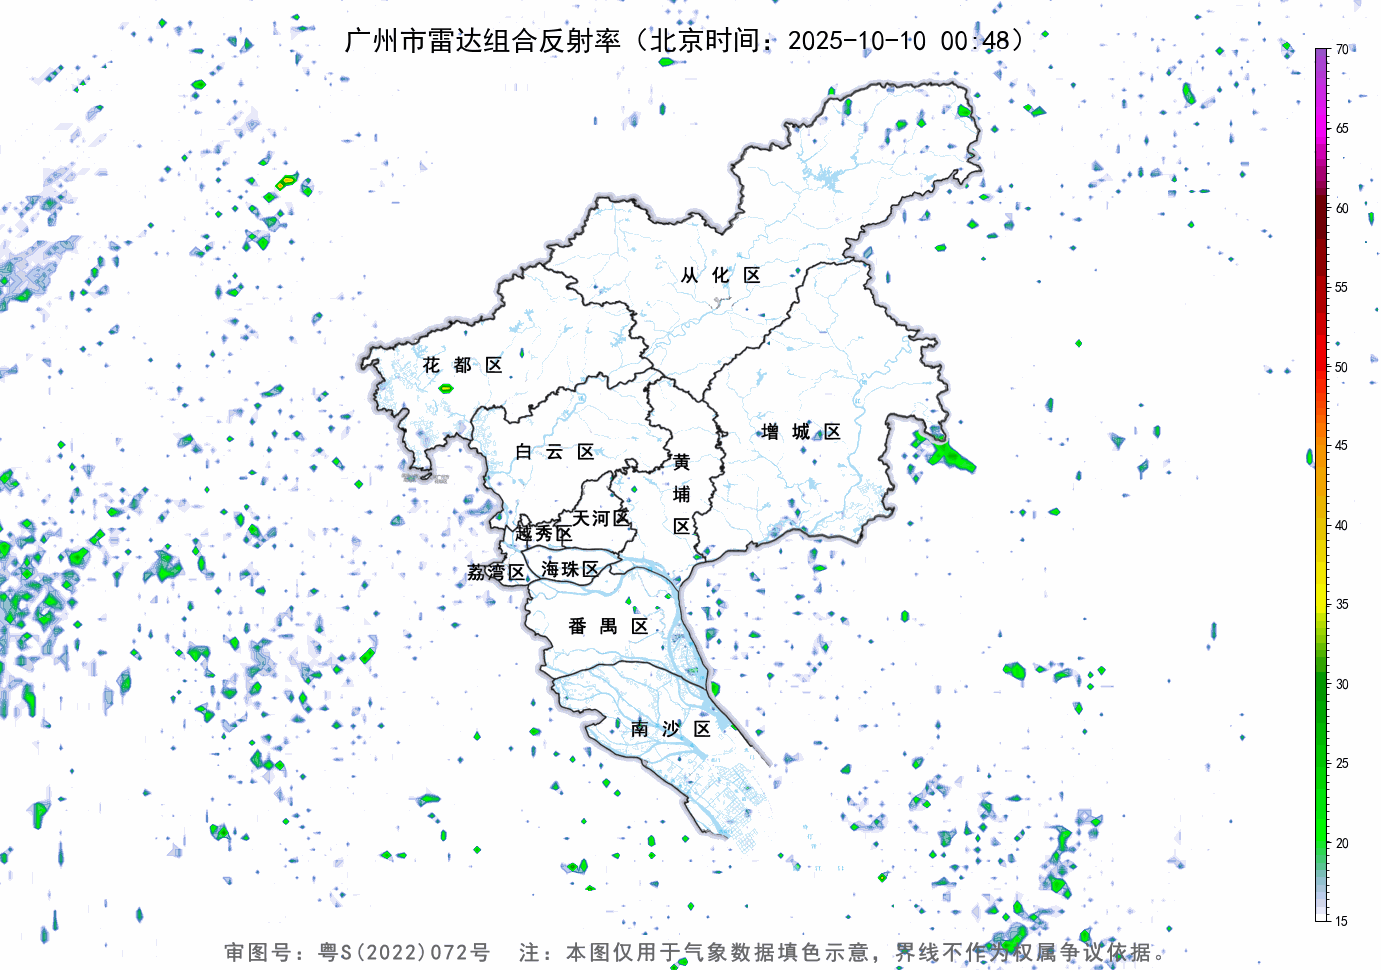 广州市雷达组合反射率（北京时间：2025-10-10 00:48）
70
65
60
55
50
45
40
35
30
25
20
15
从化区
花都区
增城区
白云区
黄埔区
天河区
越秀区
荔湾区
海珠区
番禺区
南沙区
审图号：粤S(2022)072号 注：本图仅用于气象数据填色示意，界线不作为权属争议依据。